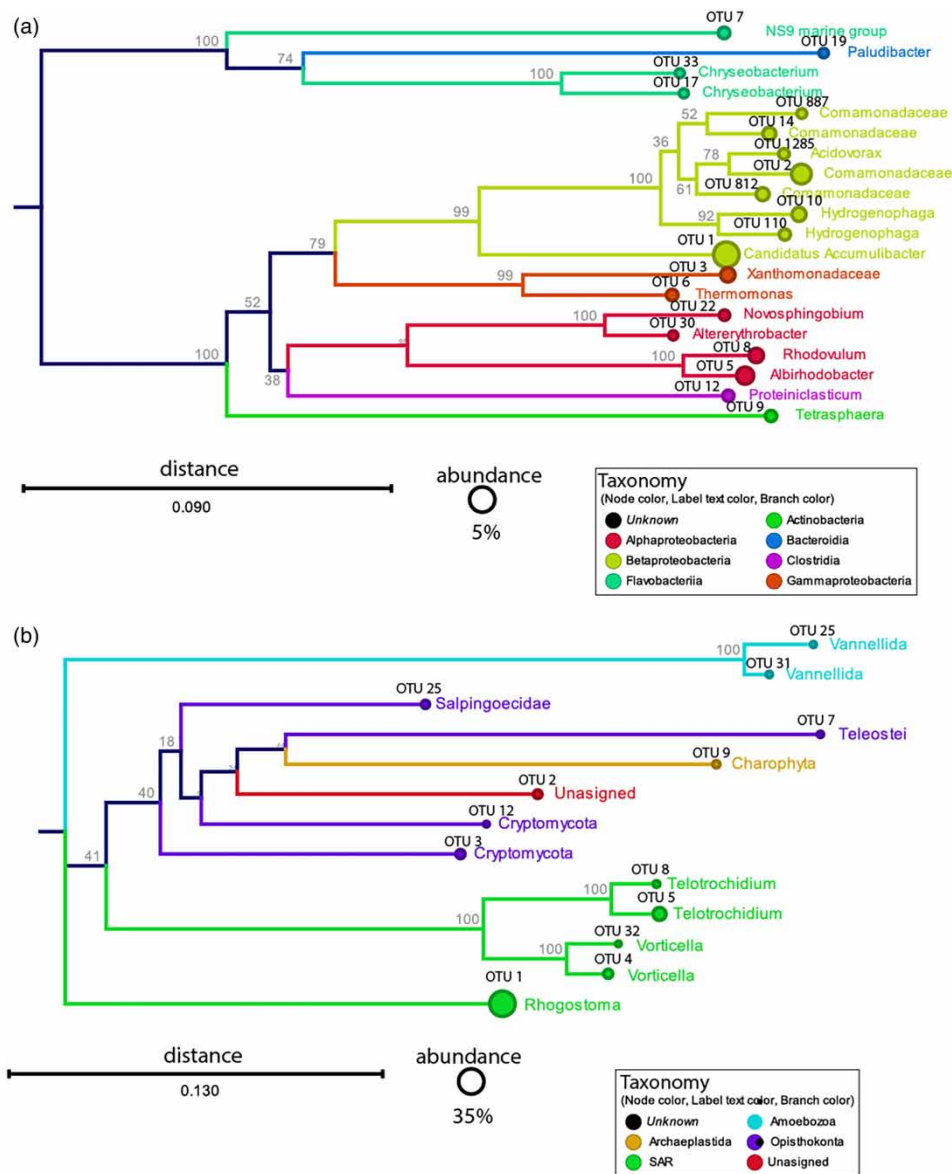 (a)
OTU 7
NS9 marine group
100
OTU 19
74
Paludibacter
OTU 33
100
Chryseobacterium
OTU 17
Chryseobacterium
OTU 887
52
Comamonadaceae
OTU 14
Comamonadaceae
36
OTU 1285
78
Acidovorax
OTU 2
100
Comamonadaceae
61
OTU 812
Comamonadaceae
OTU 10
99
92
Hydrogenophaga
OTU 110
Hydrogenophaga
OTU 1
79
Candidatus Accumulibacter
OTU 3
99
Xanthomonadaceae
OTU 6
Thermomonas
52
OTU 22
100
Novosphingobium
OTU 30
Altererythrobacter
OTU 8
100
100
Rhodovulum
OTU 5
38
Albirhodobacter
OTU 12
Proteiniclasticum
OTU 9
Tetrasphaera
distance
0.090
abundance
5%
Taxonomy
(Node color, Label text color, Branch color)
Unknown
Actinobacteria
Alphaproteobacteria
Bacteroidia
Betaproteobacteria
Clostridia
Flavobacteriia
Gammaproteobacteria
(b)
OTU 25
100
Vannellida
OTU 31
Vannellida
OTU 25
Salpingoecidae
OTU 7
18
Teleostei
OTU 9
Charophyta
OTU 2
40
Unasigned
OTU 12
Cryptomycota
OTU 3
41
Cryptomycota
OTU 8
100
Telotrochidium
OTU 5
100
Telotrochidium
OTU 32
100
Vorticella
OTU 4
Vorticella
OTU 1
Rhogostoma
distance
0.130
abundance
35%
Taxonomy
(Node color, Label text color, Branch color)
Unknown
Amoebozoa
Archaeplastida
Opisthokonta
SAR
Unasigned